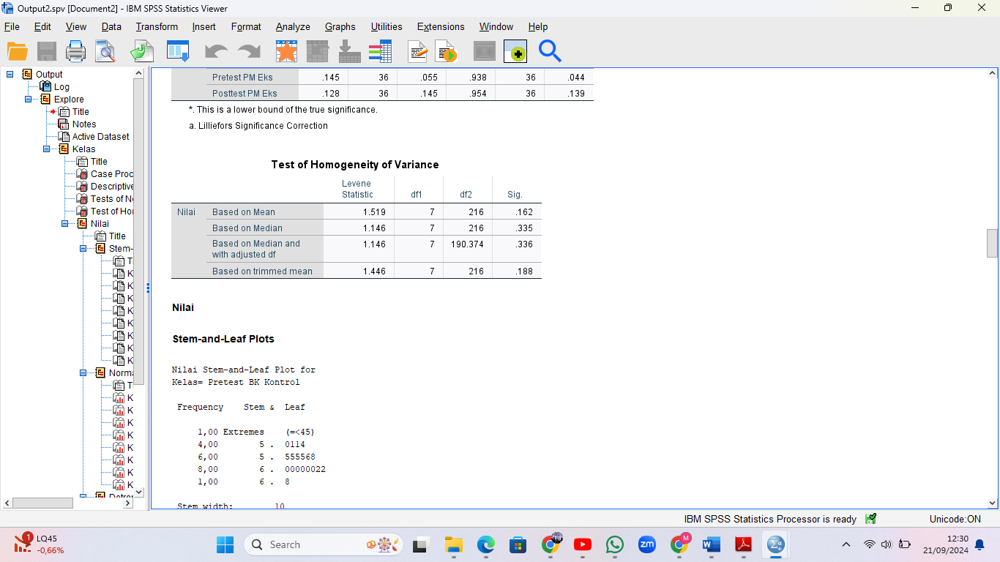 Output2.spv [Document2] - IBM SPSS Statistics Viewer
File Edit View Data Transform Insert Format Analyze Graphs Utilities Extensions Window Help
Output
Log
Explore
Title
Notes
Active Dataset
Kelas
Title
Case Proc
Descriptive
Tests of N
Test of Ho
Nilai
Title
Stem-
T
K
K
K
K
K
K
K
K
Norma
T
K
K
K
K
K
K
K
K
Pretest PM Eks .145 36 .055 .938 36 .044
Posttest PM Eks .128 36 .145 .954 36 .139
*. This is a lower bound of the true significance.
a. Lilliefors Significance Correction
Test of Homogeneity of Variance
Levene
Statistic df1 df2 Sig.
Nilai Based on Mean 1.519 7 216 .162
Based on Median 1.146 7 216 .335
Based on Median and
with adjusted df 1.146 7 190.374 .336
Based on trimmed mean 1.446 7 216 .188
Nilai
Stem-and-Leaf Plots
Nilai Stem-and-Leaf Plot for
Kelas= Pretest BK Kontrol
Frequency Stem & Leaf
1,00 Extremes (=<45)
4,00 5 . 0114
6,00 5 . 555568
8,00 6 . 00000022
1,00 6 . 8
Stem width: 10
IBM SPSS Statistics Processor is ready
Unicode:ON
1
LQ45
-0,66%
Search
zm
M
W
12:30
21/09/2024